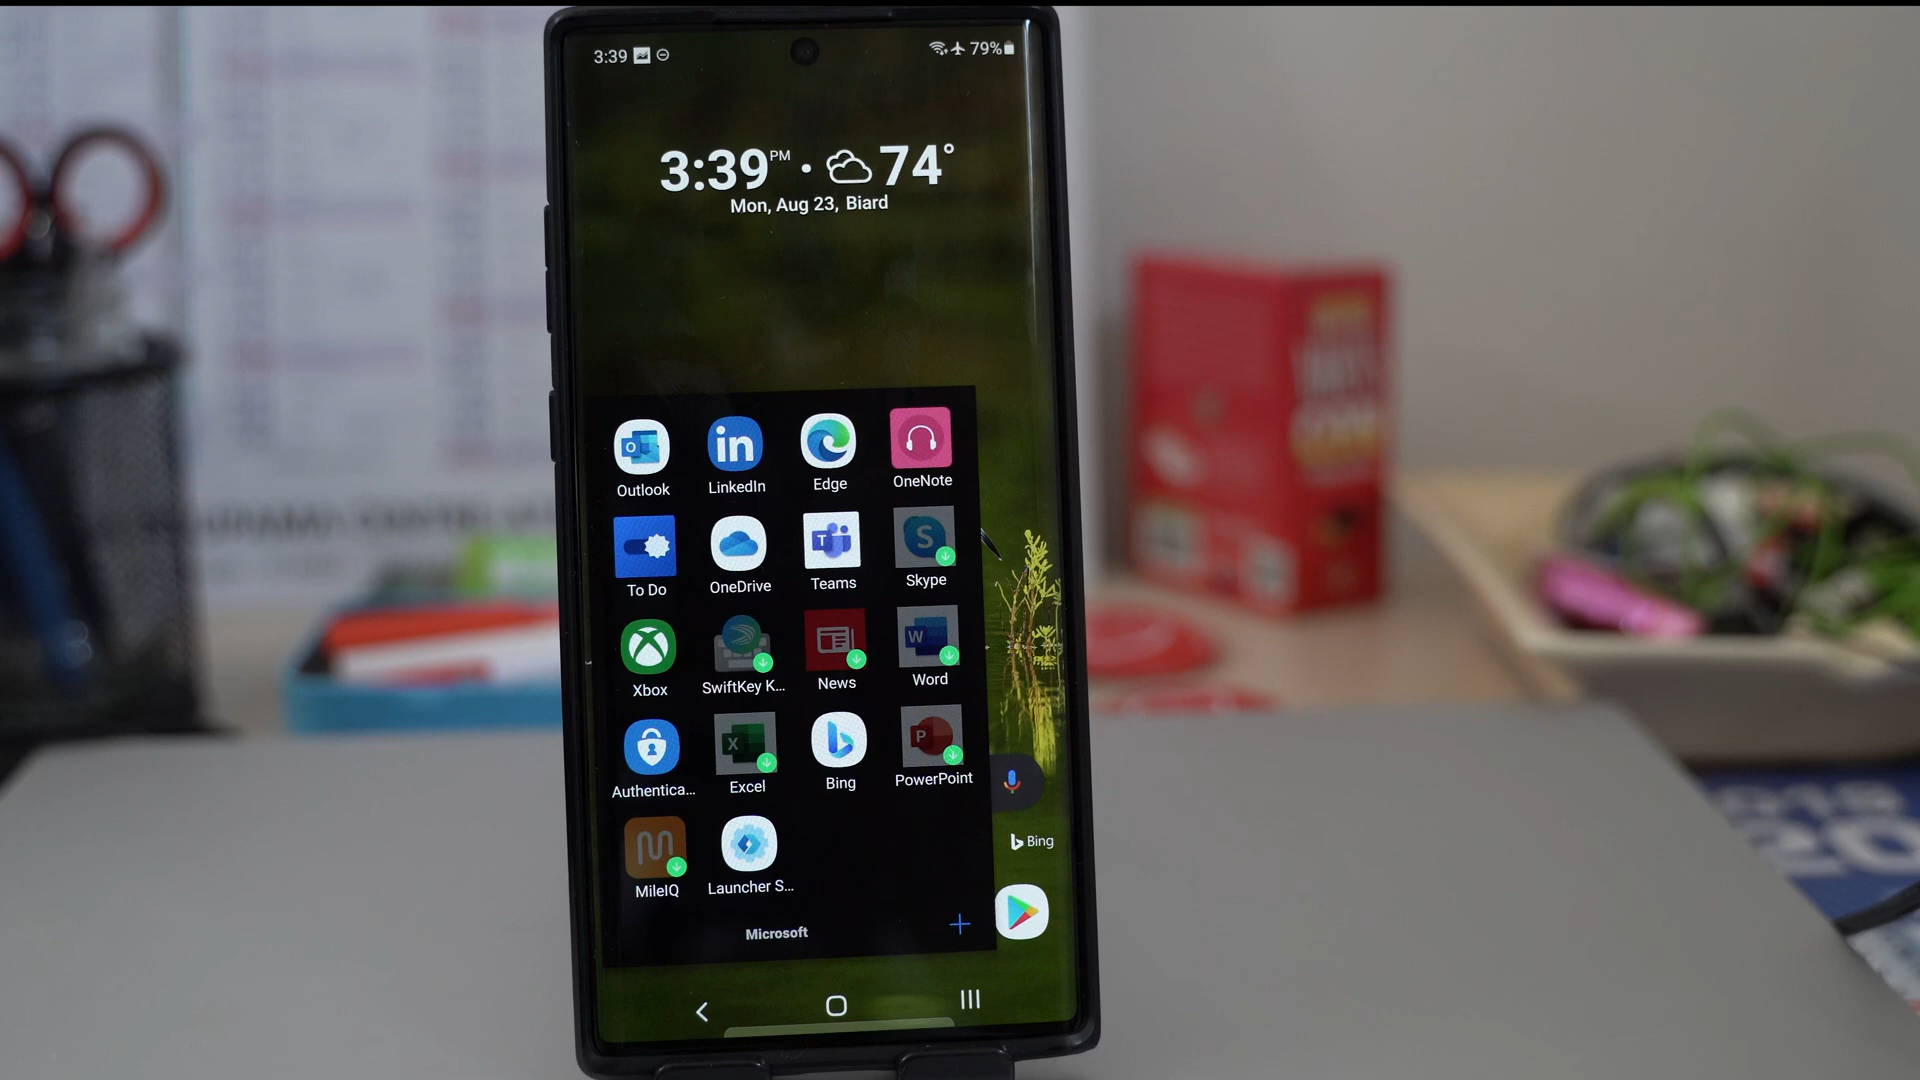 3:39
79%
3:39 PM • 74°
Mon, Aug 23, Biard
Outlook
LinkedIn
Edge
OneNote
To Do
OneDrive
Teams
Skype
Xbox
SwiftKey K...
News
Word
Authentica...
Excel
Bing
PowerPoint
MileIQ
Launcher S...
Bing
Microsoft